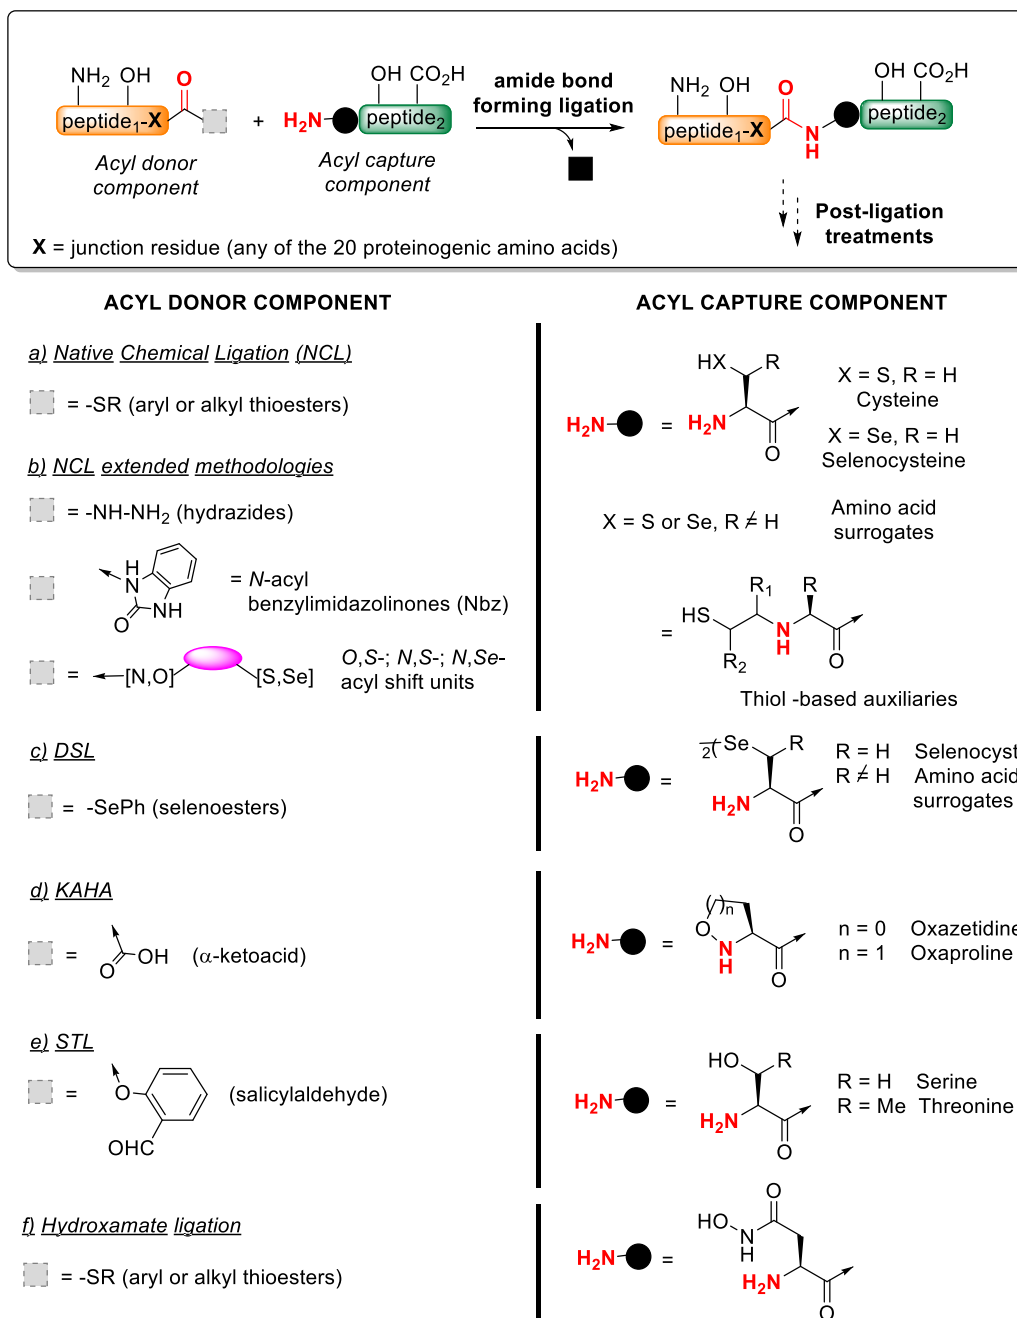 NH2 OH O
peptide1-X
Acyl donor
component
+
H2N
OH CO2H
peptide2
Acyl capture
component
amide bond
forming ligation
NH2 OH O
peptide1-X
N
H
OH CO2H
peptide2
Post-ligation
treatments
X = junction residue (any of the 20 proteinogenic amino acids)
ACYL DONOR COMPONENT
ACYL CAPTURE COMPONENT
a) Native Chemical Ligation (NCL)
= -SR (aryl or alkyl thioesters)
b) NCL extended methodologies
= -NH-NH2 (hydrazides)
H
N
NH
O
= N-acyl
benzylimidazolinones (Nbz)
= [N,O] [S,Se]
O,S-; N,S-; N,Se-
acyl shift units
H2N =
HX R
H2N
O
X = S, R = H
Cysteine
X = Se, R = H
Selenocysteine
X = S or Se, R ≠ H
Amino acid
surrogates
=
HS R1 R
R2
N
H
O
Thiol -based auxiliaries
c) DSL
= -SePh (selenoesters)
H2N =
2(Se R
H2N
O
R = H Selenocyst
R ≠ H Amino acid
surrogates
d) KAHA
=
O OH
(α-ketoacid)
H2N =
( )n
O
N
H
O
n = 0 Oxazetidine
n = 1 Oxaproline
e) STL
=
O
OHC
(salicylaldehyde)
H2N =
HO R
H2N
O
R = H Serine
R = Me Threonine
f) Hydroxamate ligation
= -SR (aryl or alkyl thioesters)
H2N =
O
HO
N
H
H2N
O